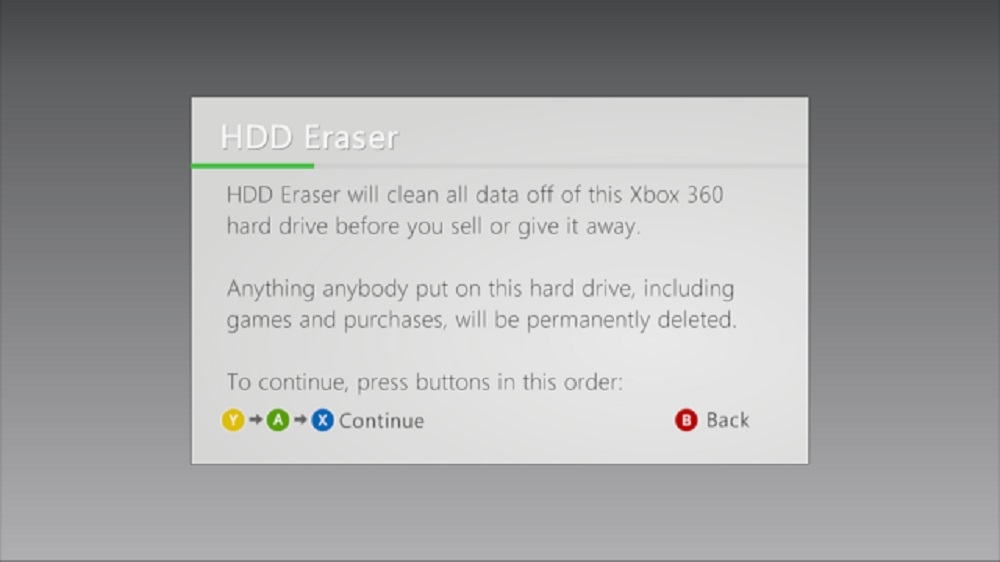 HDD Eraser
HDD Eraser will clean all data off of this Xbox 360
hard drive before you sell or give it away.
Anything anybody put on this hard drive, including
games and purchases, will be permanently deleted.
To continue, press buttons in this order:
Y → A → X Continue B Back